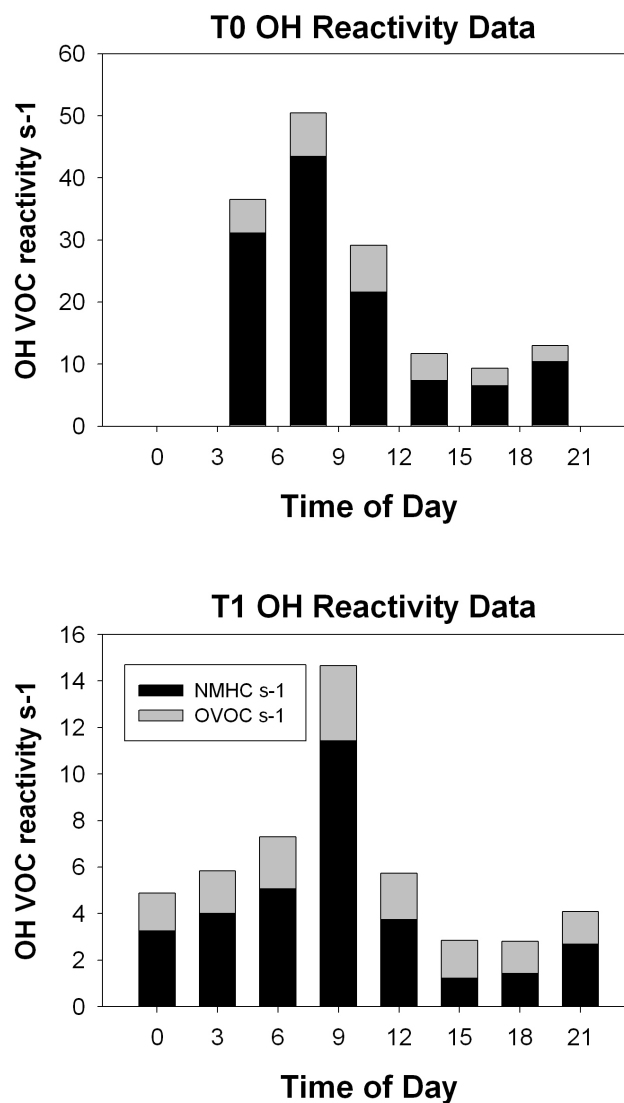 T0 OH Reactivity Data
60
50
40
30
20
10
0
OH VOC reactivity s-1
0 3 6 9 12 15 18 21
Time of Day
T1 OH Reactivity Data
16
14
12
10
8
6
4
2
0
OH VOC reactivity s-1
NMHC s-1
OVOC s-1
0 3 6 9 12 15 18 21
Time of Day